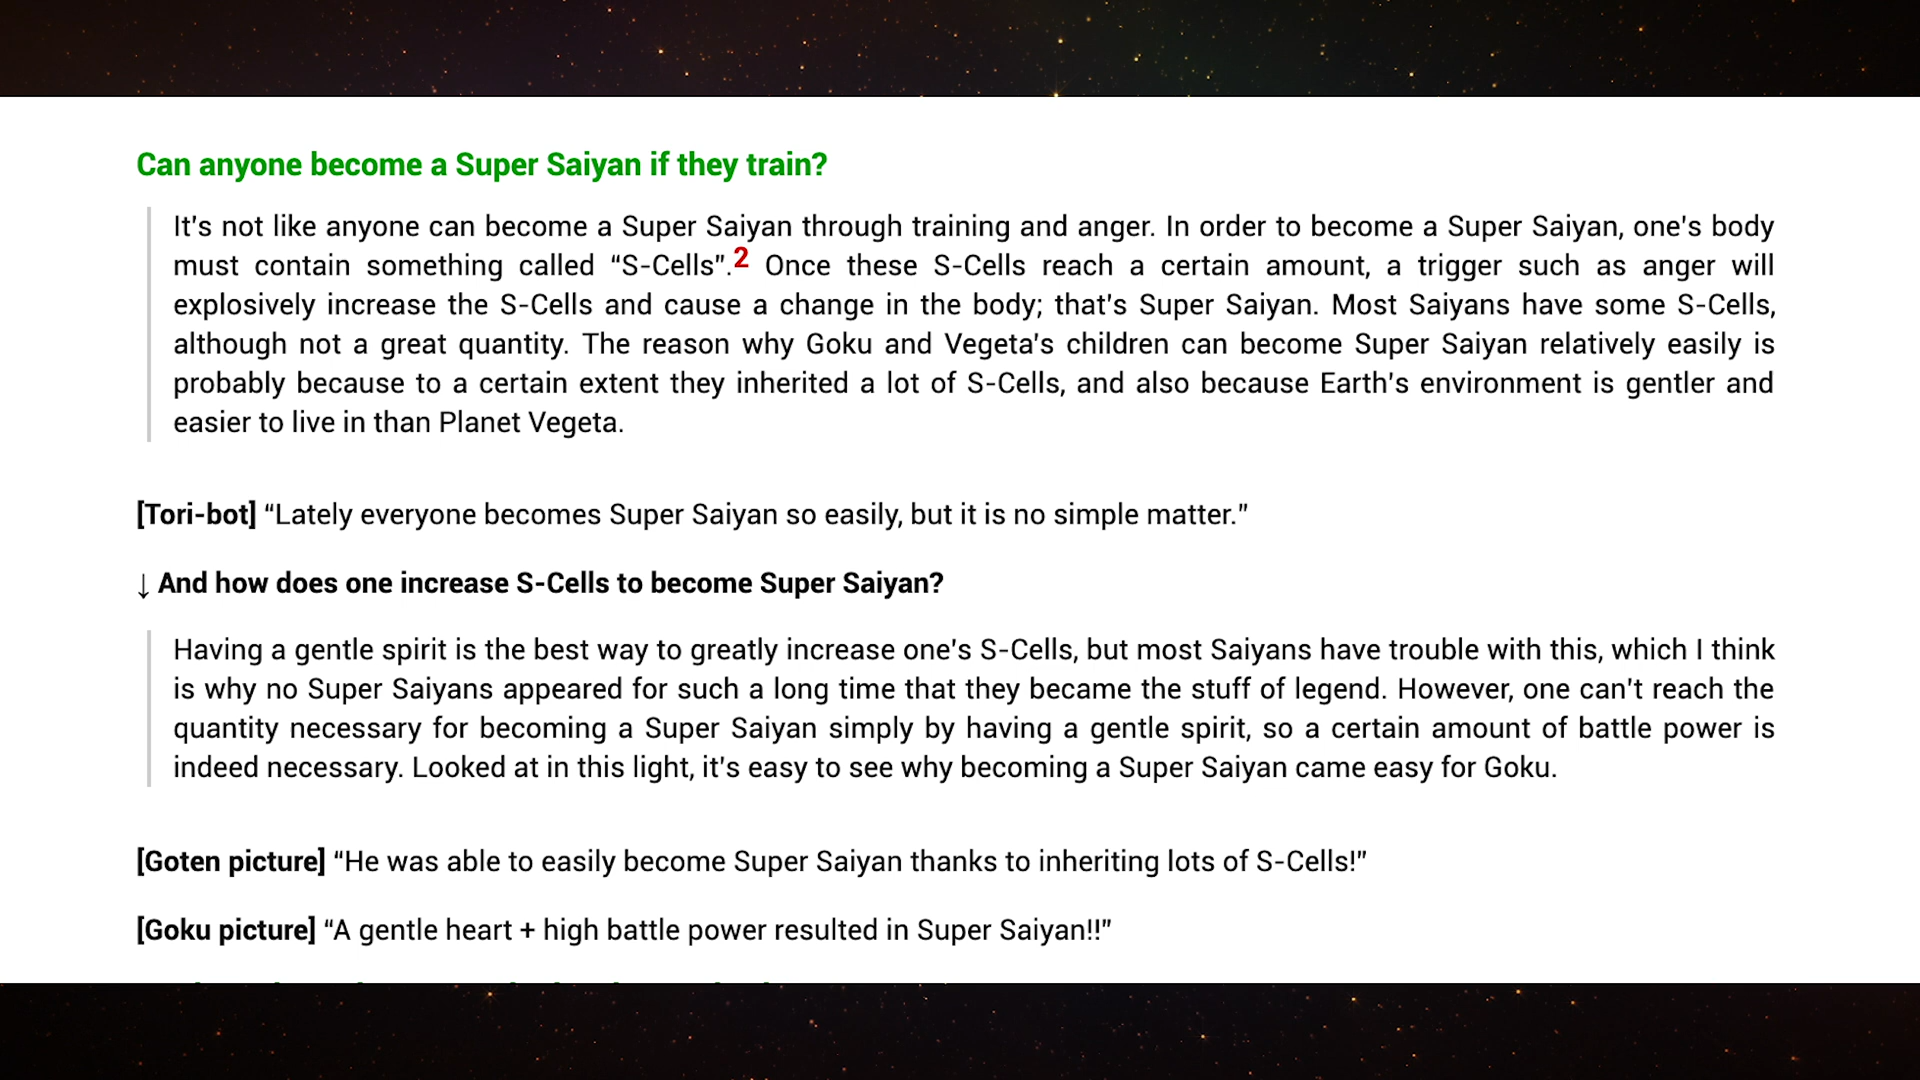 Can anyone become a Super Saiyan if they train?
It's not like anyone can become a Super Saiyan through training and anger. In order to become a Super Saiyan, one's body
must contain something called “S-Cells”.2 Once these S-Cells reach a certain amount, a trigger such as anger will
explosively increase the S-Cells and cause a change in the body; that's Super Saiyan. Most Saiyans have some S-Cells,
although not a great quantity. The reason why Goku and Vegeta's children can become Super Saiyan relatively easily is
probably because to a certain extent they inherited a lot of S-Cells, and also because Earth's environment is gentler and
easier to live in than Planet Vegeta.
[Tori-bot] “Lately everyone becomes Super Saiyan so easily, but it is no simple matter.”
↓ And how does one increase S-Cells to become Super Saiyan?
Having a gentle spirit is the best way to greatly increase one's S-Cells, but most Saiyans have trouble with this, which I think
is why no Super Saiyans appeared for such a long time that they became the stuff of legend. However, one can't reach the
quantity necessary for becoming a Super Saiyan simply by having a gentle spirit, so a certain amount of battle power is
indeed necessary. Looked at in this light, it's easy to see why becoming a Super Saiyan came easy for Goku.
[Goten picture] “He was able to easily become Super Saiyan thanks to inheriting lots of S-Cells!”
[Goku picture] “A gentle heart + high battle power resulted in Super Saiyan!!”